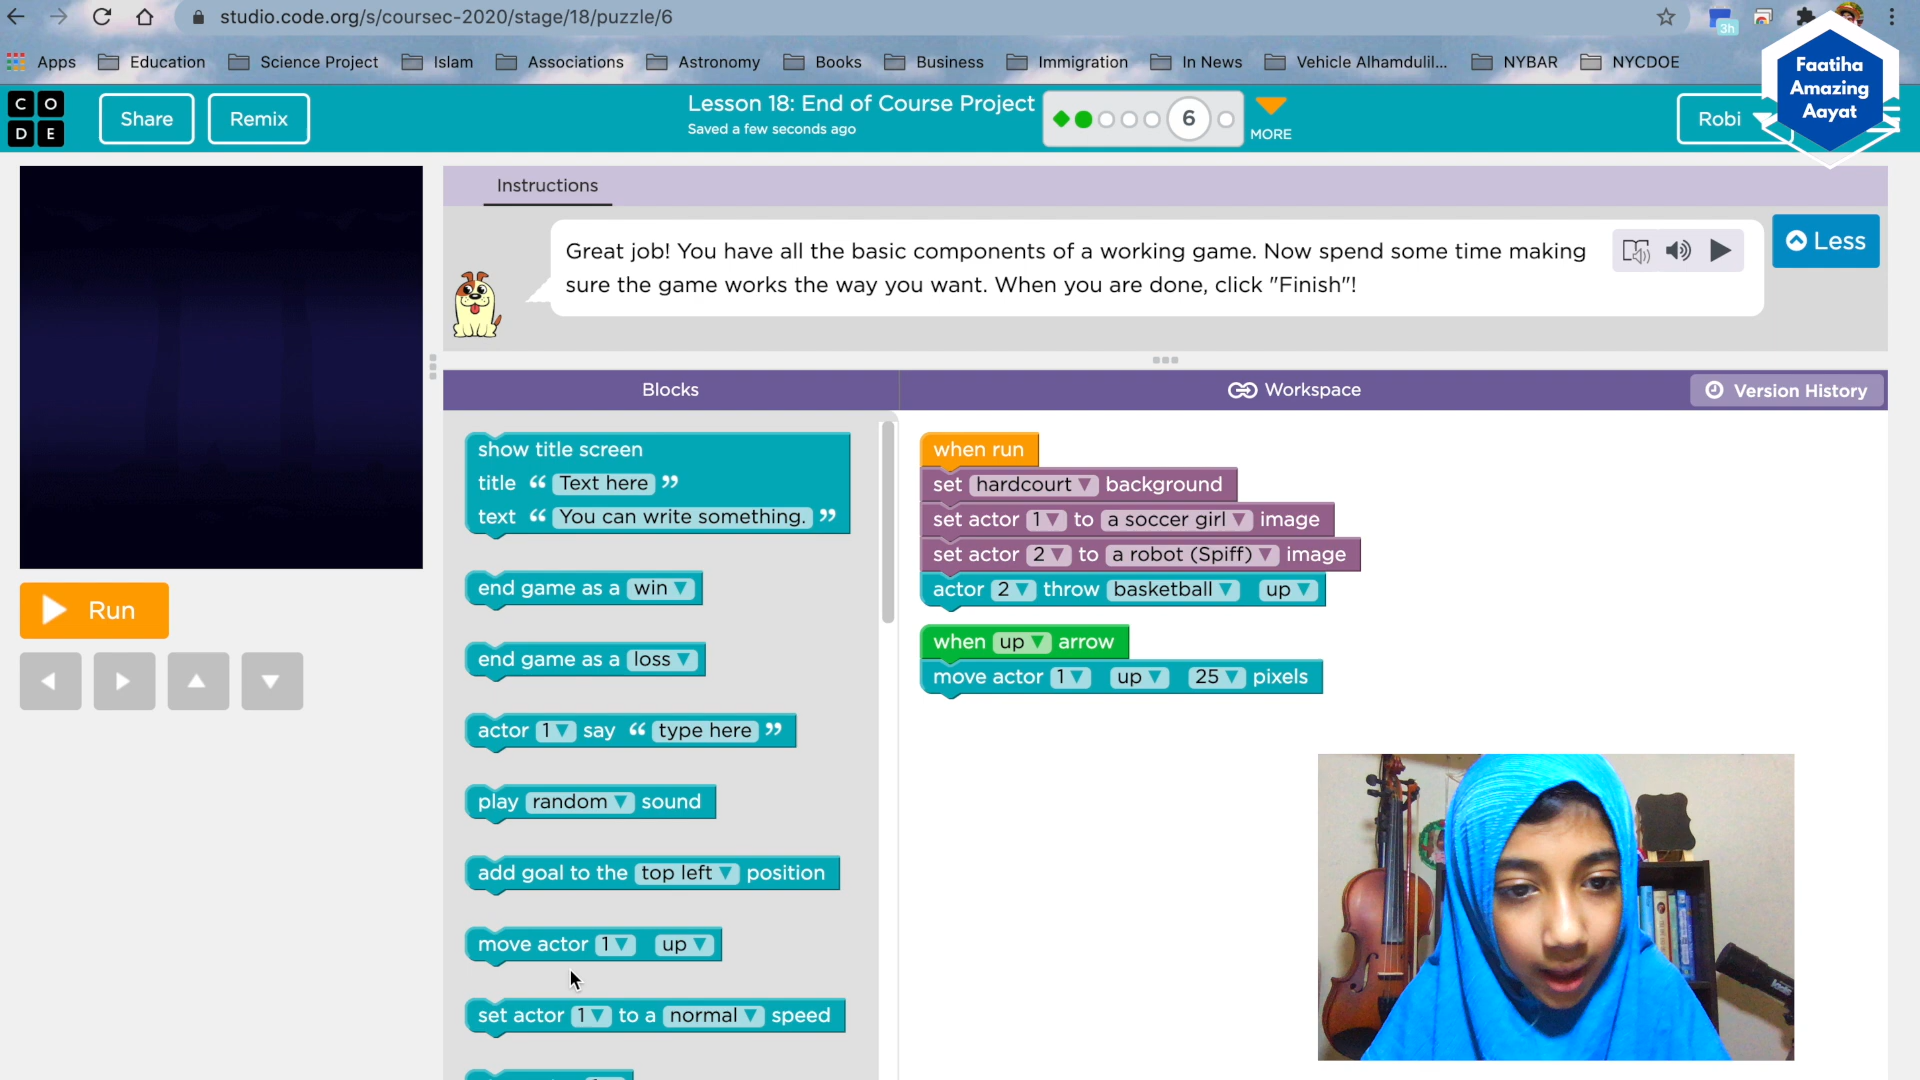 studio.code.org/s/coursec-2020/stage/18/puzzle/6
3h
Apps Education Science Project Islam Associations Astronomy Books Business Immigration In News Vehicle Alhamdulil... NYBAR NYCDOE
Faatiha
Amazing
Aayat
C O
D E
Share Remix
Lesson 18: End of Course Project
Saved a few seconds ago
6
MORE
Robi
Instructions
Great job! You have all the basic components of a working game. Now spend some time making
sure the game works the way you want. When you are done, click "Finish"!
Less
Blocks
Workspace
Version History
show title screen
title “ Text here ”
text “ You can write something. ”
end game as a win
end game as a loss
actor 1 say “ type here ”
play random sound
add goal to the top left position
move actor 1 up
set actor 1 to a normal speed
when run
set hardcourt background
set actor 1 to a soccer girl image
set actor 2 to a robot (Spiff) image
actor 2 throw basketball up
when up arrow
move actor 1 up 25 pixels
Run